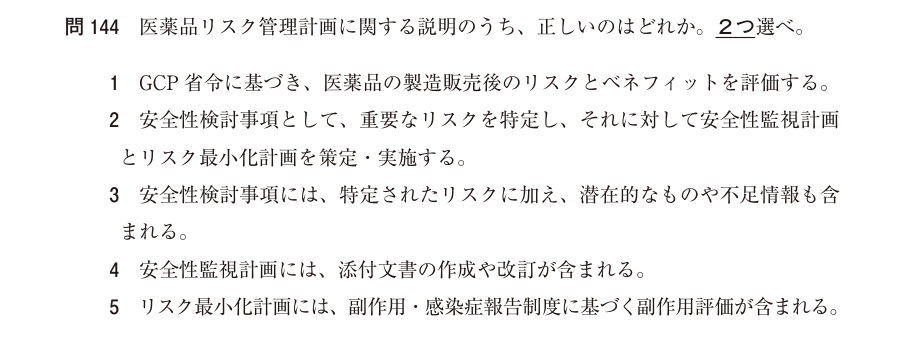 問 144　医薬品リスク管理計画に関する説明のうち、正しいのはどれか。２つ選べ。
1　GCP 省令に基づき、医薬品の製造販売後のリスクとベネフィットを評価する。
2　安全性検討事項として、重要なリスクを特定し、それに対して安全性監視計画
とリスク最小化計画を策定・実施する。
3　安全性検討事項には、特定されたリスクに加え、潜在的なものや不足情報も含
まれる。
4　安全性監視計画には、添付文書の作成や改訂が含まれる。
5　リスク最小化計画には、副作用・感染症報告制度に基づく副作用評価が含まれる。